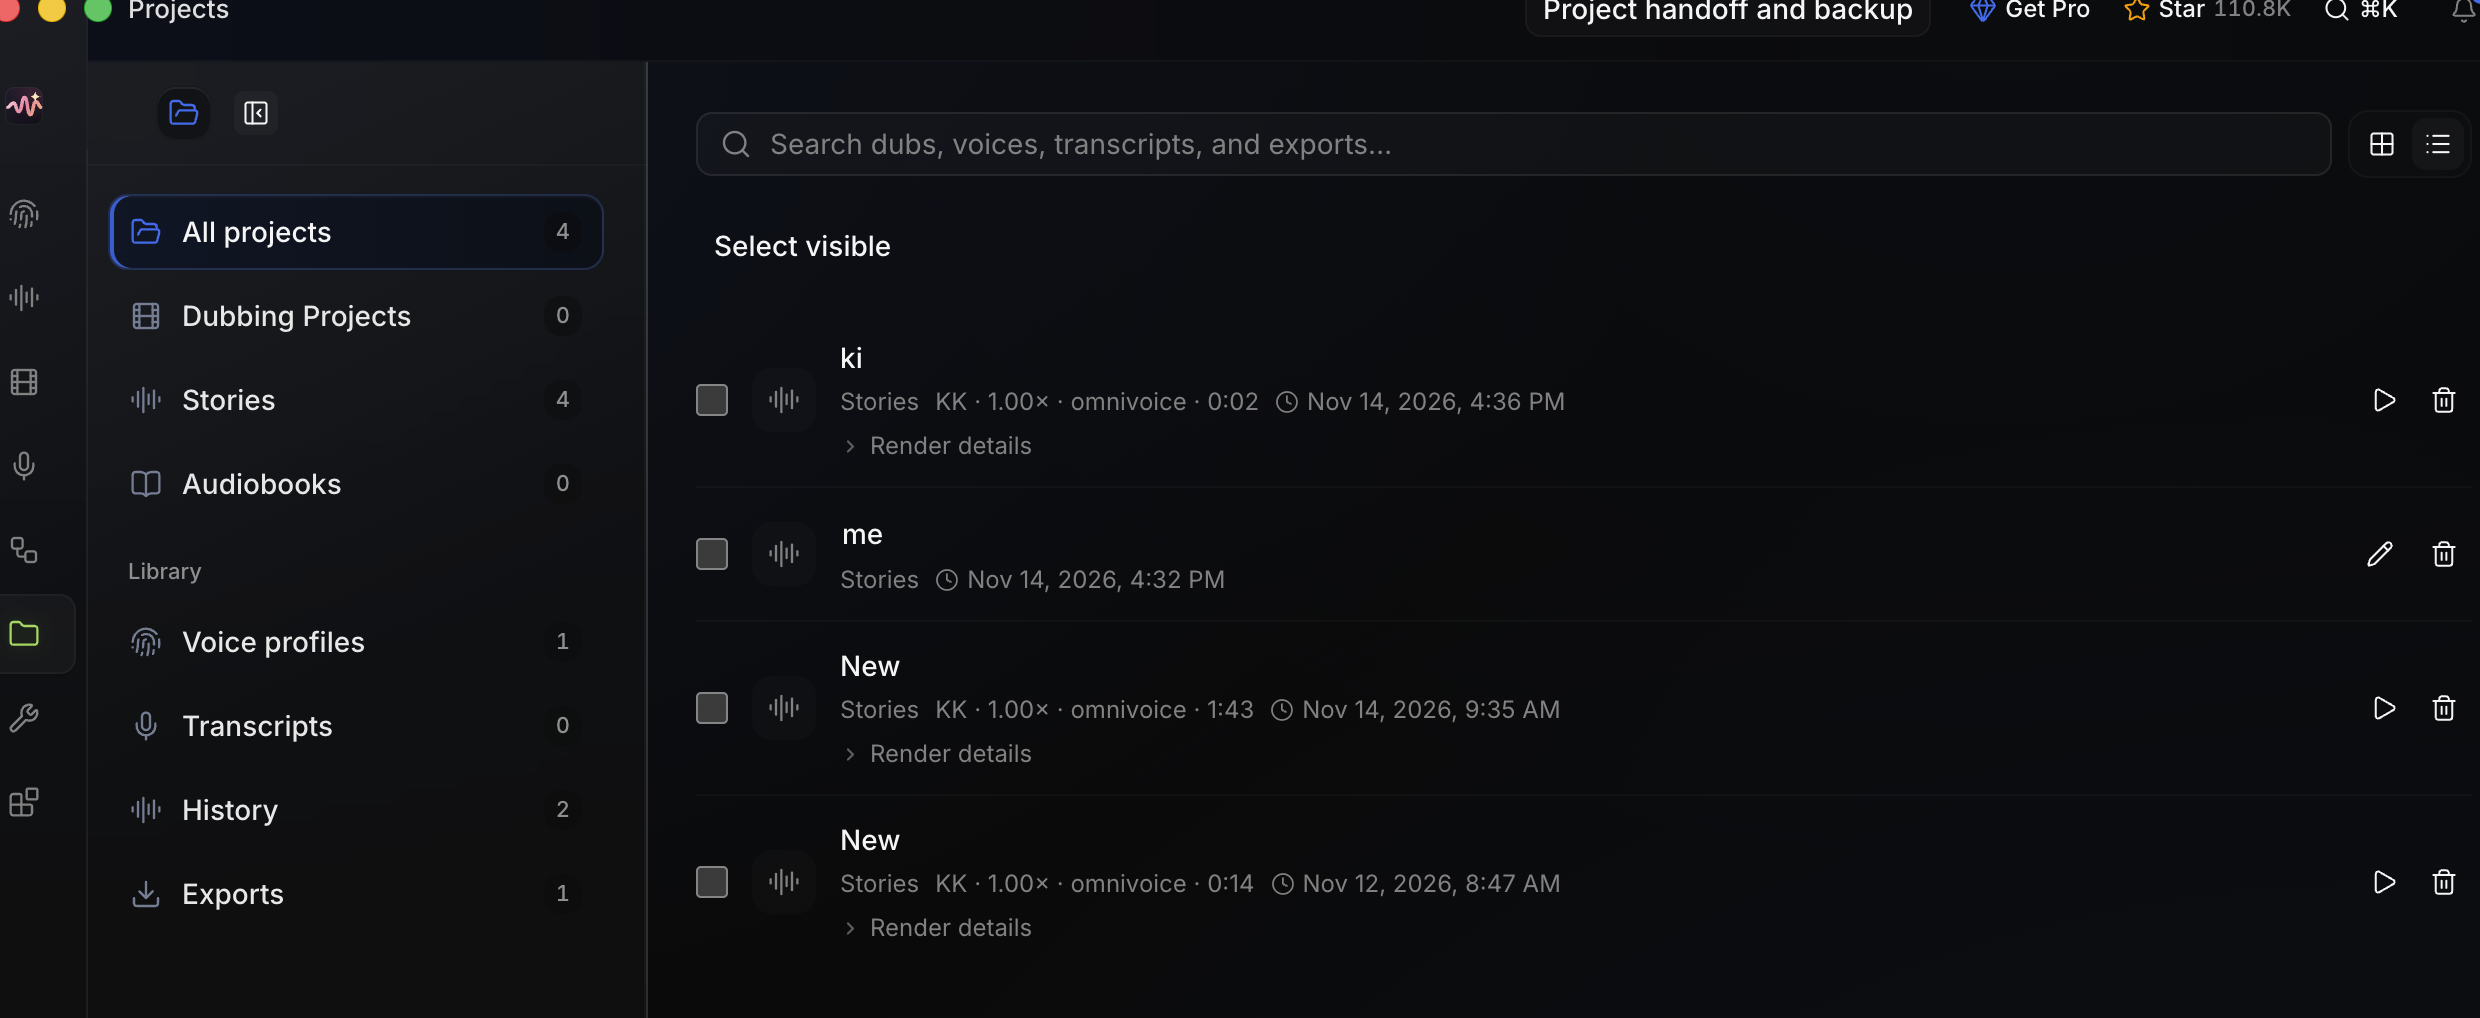 Projects
Project handoff and backup
Get Pro
Star 110.8K
⌘K
Search dubs, voices, transcripts, and exports...
All projects 4
Dubbing Projects 0
Stories 4
Audiobooks 0
Library
Voice profiles 1
Transcripts 0
History 2
Exports 1
Select visible
ki
Stories KK · 1.00× · omnivoice · 0:02 Nov 14, 2026, 4:36 PM
Render details
me
Stories Nov 14, 2026, 4:32 PM
New
Stories KK · 1.00× · omnivoice · 1:43 Nov 14, 2026, 9:35 AM
Render details
New
Stories KK · 1.00× · omnivoice · 0:14 Nov 12, 2026, 8:47 AM
Render details